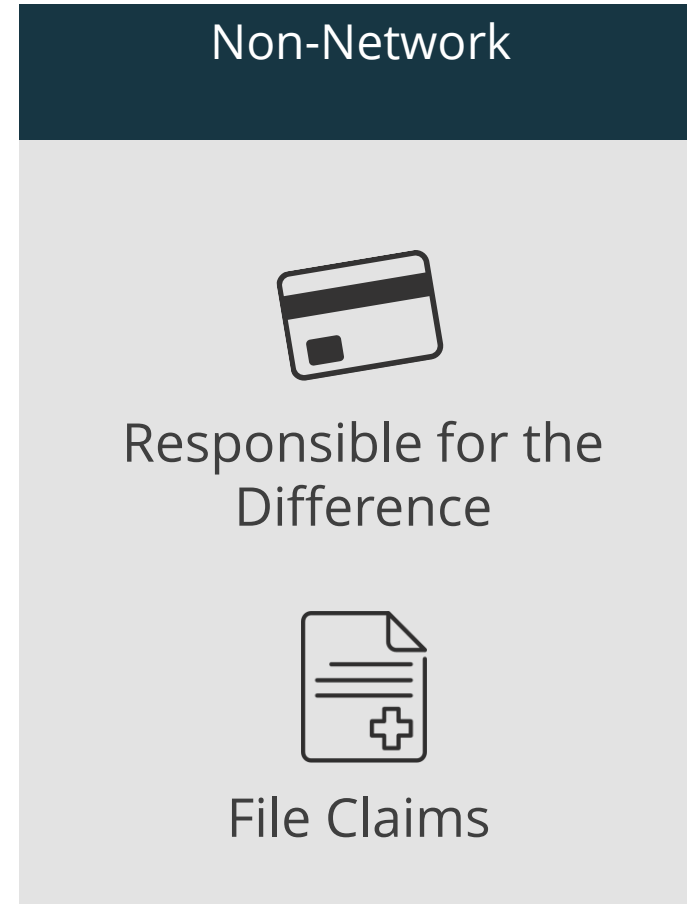 Non-Network
Responsible for the
Difference
File Claims